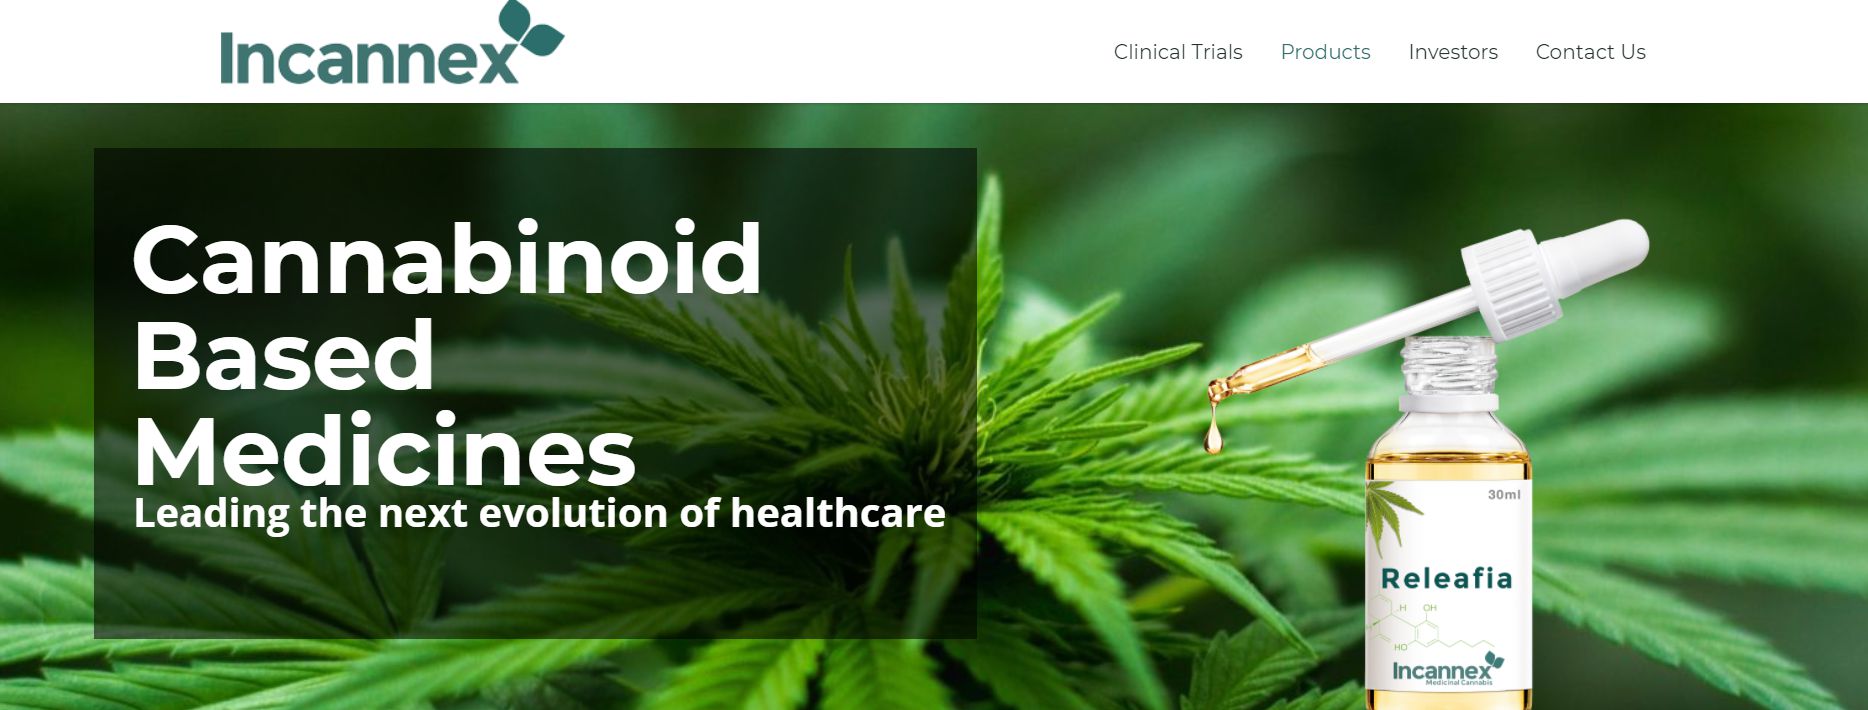 Incannex
Clinical Trials
Products
Investors
Contact Us
Cannabinoid
Based
Medicines
Leading the next evolution of healthcare
30ml
Releafia
H
OH
HO
Incannex
Medicinal Cannabis